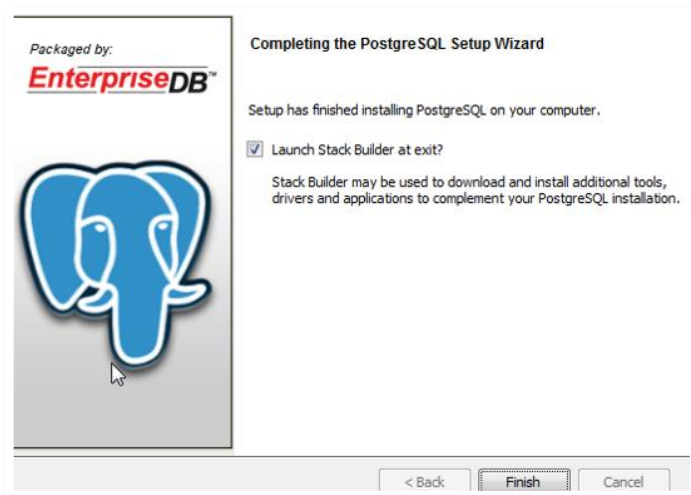 Packaged by:
EnterpriseDB™
Completing the PostgreSQL Setup Wizard
Setup has finished installing PostgreSQL on your computer.
Launch Stack Builder at exit?
Stack Builder may be used to download and install additional tools,
drivers and applications to complement your PostgreSQL installation.
< Back
Finish
Cancel